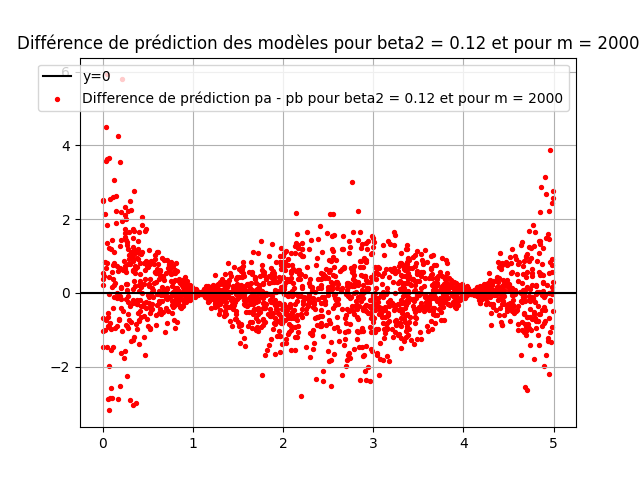 Différence de prédiction des modèles pour beta2 = 0.12 et pour m = 2000
y=0
Difference de prédiction pa - pb pour beta2 = 0.12 et pour m = 2000
6
4
2
0
−2
0 1 2 3 4 5